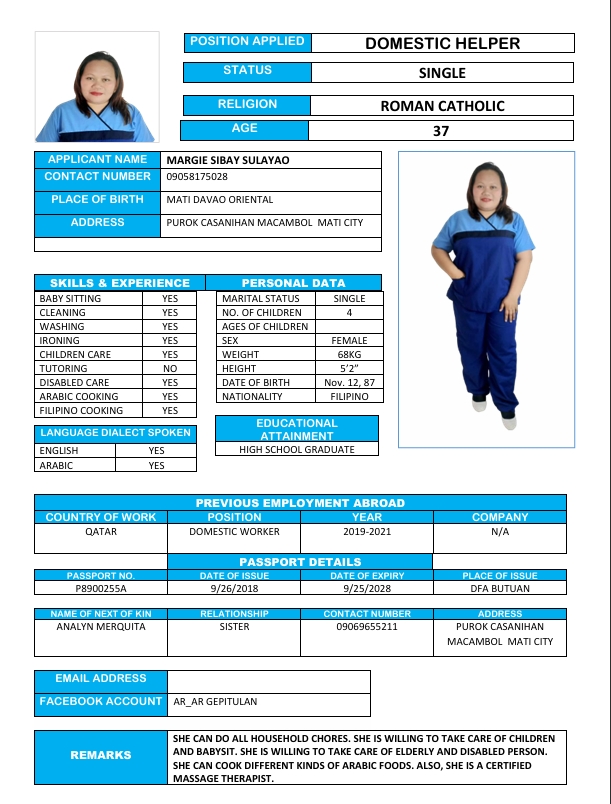 POSITION APPLIED DOMESTIC HELPER
STATUS SINGLE
RELIGION ROMAN CATHOLIC
AGE 37
APPLICANT NAME MARGIE SIBAY SULAYAO
CONTACT NUMBER 09058175028
PLACE OF BIRTH MATI DAVAO ORIENTAL
ADDRESS PUROK CASANIHAN MACAMBOL MATI CITY
SKILLS & EXPERIENCE
BABY SITTING YES
CLEANING YES
WASHING YES
IRONING YES
CHILDREN CARE YES
TUTORING NO
DISABLED CARE YES
ARABIC COOKING YES
FILIPINO COOKING YES
LANGUAGE DIALECT SPOKEN
ENGLISH YES
ARABIC YES
PERSONAL DATA
MARITAL STATUS SINGLE
NO. OF CHILDREN 4
AGES OF CHILDREN
SEX FEMALE
WEIGHT 68KG
HEIGHT 5’2”
DATE OF BIRTH Nov. 12, 87
NATIONALITY FILIPINO
EDUCATIONAL
ATTAINMENT
HIGH SCHOOL GRADUATE
PREVIOUS EMPLOYMENT ABROAD
COUNTRY OF WORK POSITION YEAR COMPANY
QATAR DOMESTIC WORKER 2019-2021 N/A
PASSPORT DETAILS
PASSPORT NO. DATE OF ISSUE DATE OF EXPIRY PLACE OF ISSUE
P8900255A 9/26/2018 9/25/2028 DFA BUTUAN
NAME OF NEXT OF KIN RELATIONSHIP CONTACT NUMBER ADDRESS
ANALYN MERQUITA SISTER 09069655211 PUROK CASANIHAN
MACAMBOL MATI CITY
EMAIL ADDRESS
FACEBOOK ACCOUNT AR_AR GEPITULAN
REMARKS
SHE CAN DO ALL HOUSEHOLD CHORES. SHE IS WILLING TO TAKE CARE OF CHILDREN
AND BABYSIT. SHE IS WILLING TO TAKE CARE OF ELDERLY AND DISABLED PERSON.
SHE CAN COOK DIFFERENT KINDS OF ARABIC FOODS. ALSO, SHE IS A CERTIFIED
MASSAGE THERAPIST.